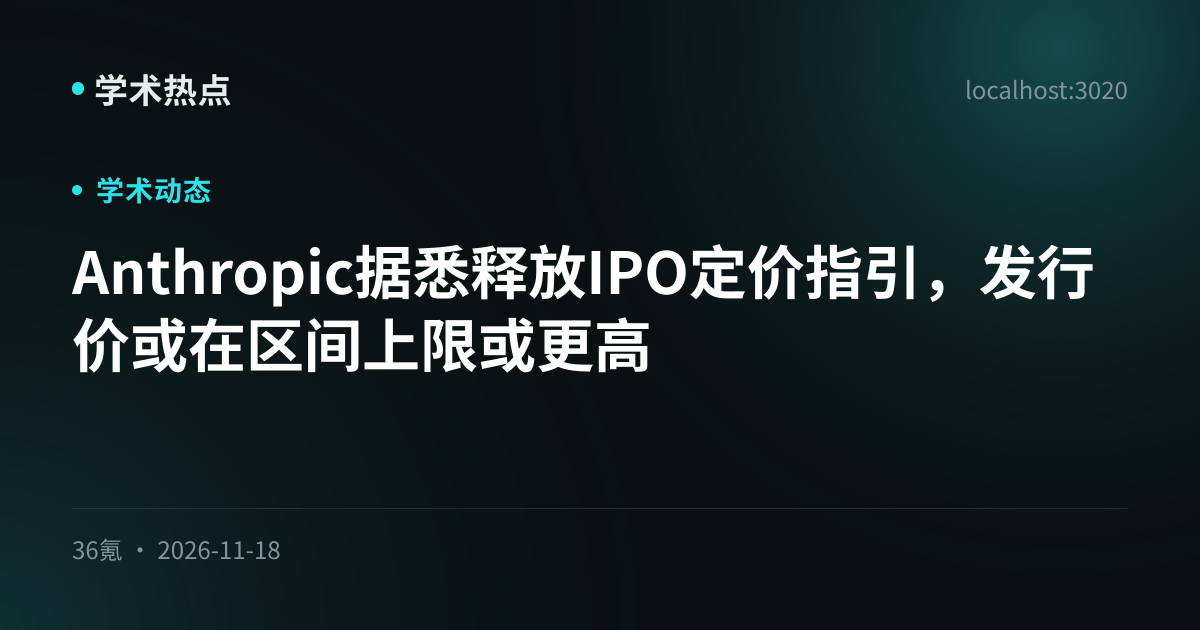 学术热点
localhost:3020
学术动态
Anthropic据悉释放IPO定价指引，发行
价或在区间上限或更高
36氪 · 2026-11-18